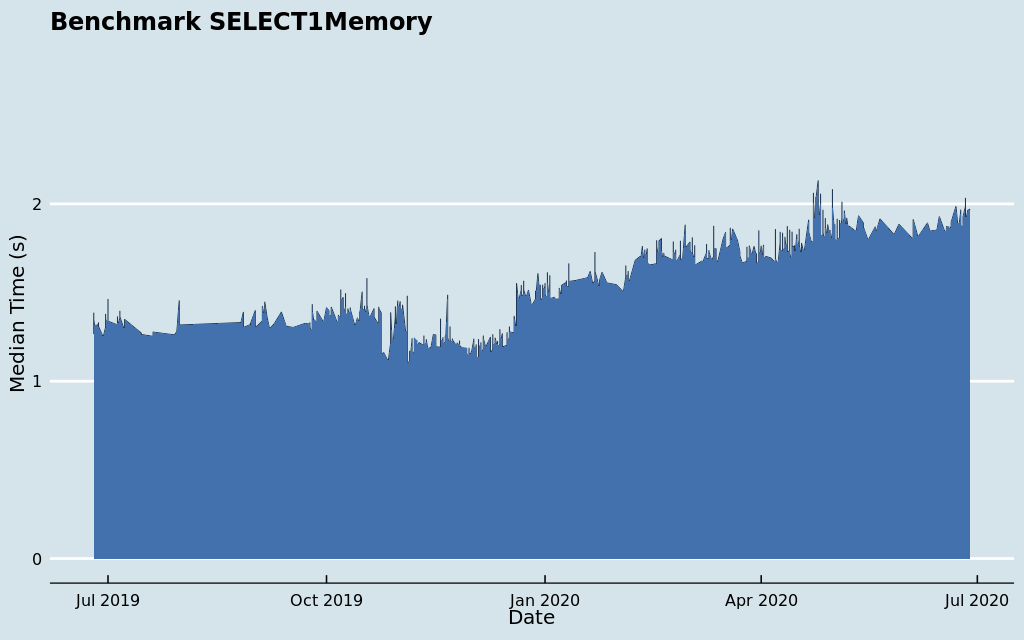 Benchmark SELECT1Memory
Median Time (s)
2
1
0
Jul 2019
Oct 2019
Jan 2020
Apr 2020
Jul 2020
Date